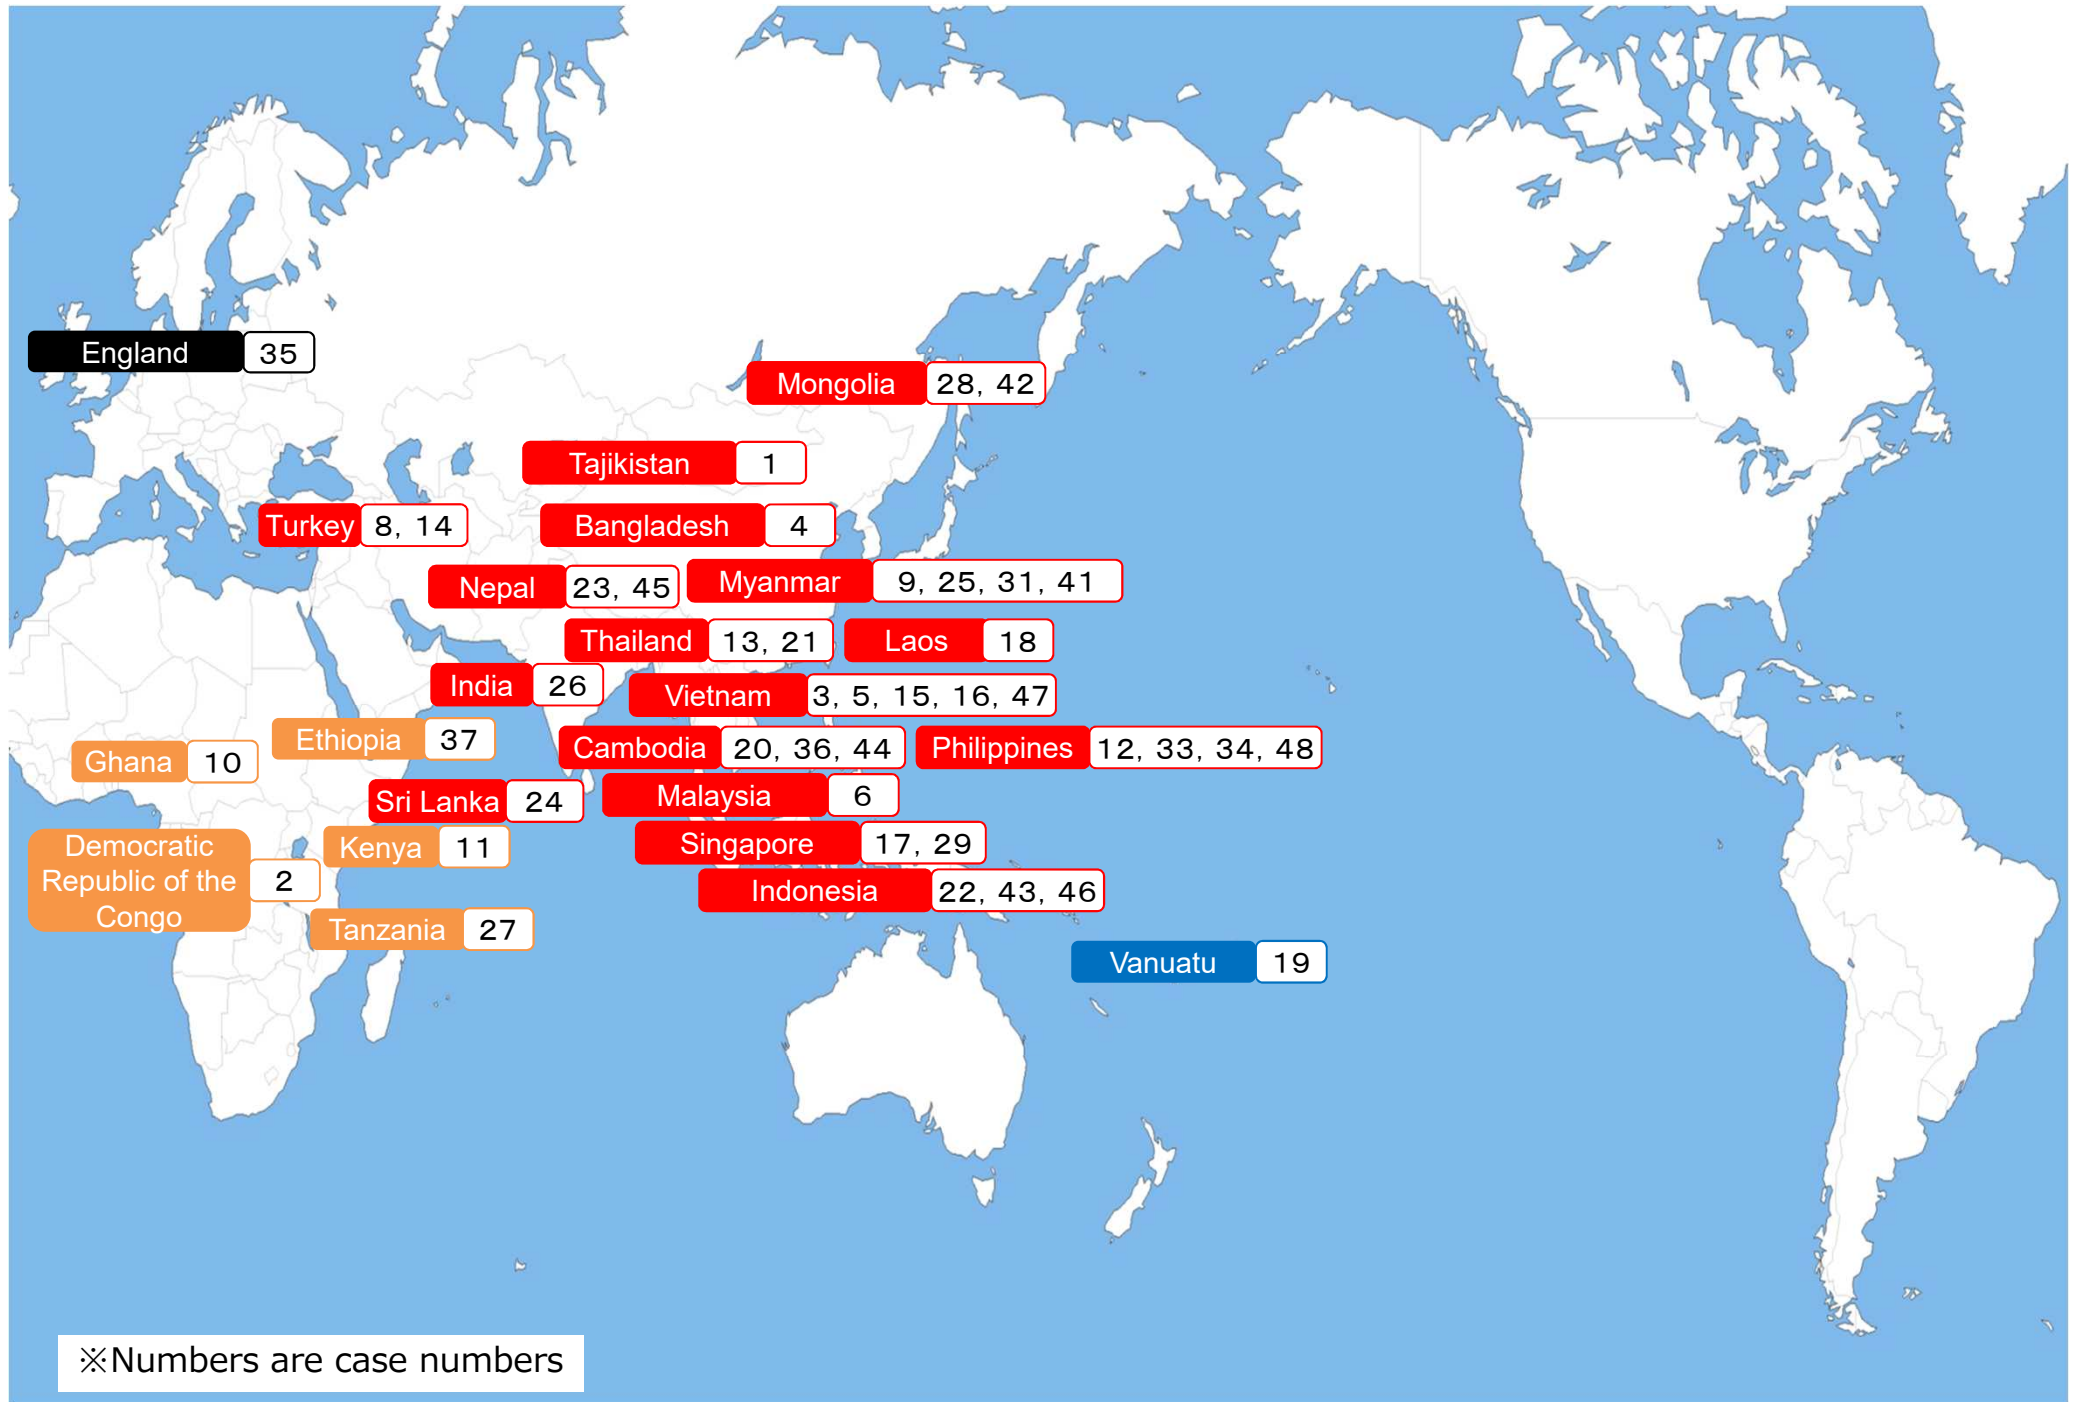 England 35
Mongolia 28, 42
Tajikistan 1
Turkey 8, 14
Bangladesh 4
Nepal 23, 45
Myanmar 9, 25, 31, 41
Thailand 13, 21
Laos 18
India 26
Vietnam 3, 5, 15, 16, 47
Ethiopia 37
Ghana 10
Cambodia 20, 36, 44
Philippines 12, 33, 34, 48
Sri Lanka 24
Malaysia 6
Kenya 11
Singapore 17, 29
Democratic
Republic of the
Congo
2
Indonesia 22, 43, 46
Tanzania 27
Vanuatu 19
※Numbers are case numbers